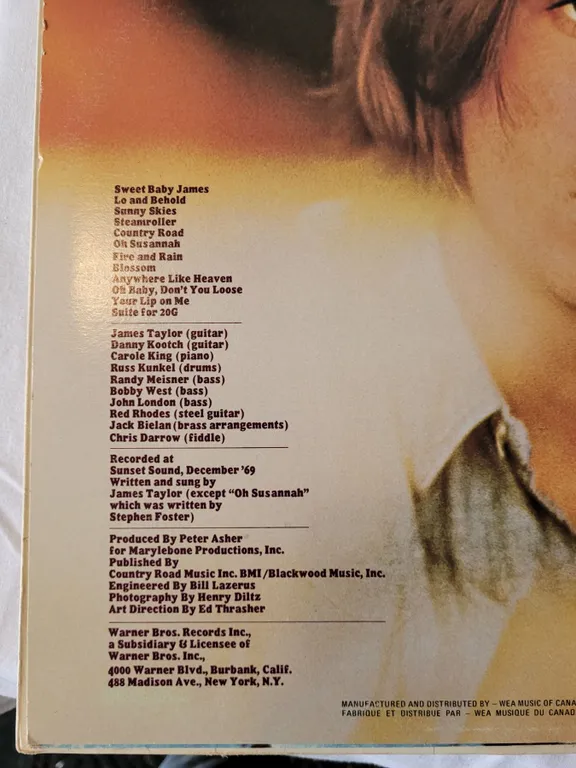 Sweet Baby James
Lo and Behold
Sunny Skies
Steamroller
Country Road
Oh Susannah
Fire and Rain
Blossom
Anywhere Like Heaven
Oh Baby, Don't You Loose
Your Lip on Me
Suite for 20G
James Taylor (guitar)
Danny Kootch (guitar)
Carole King (piano)
Russ Kunkel (drums)
Randy Meisner (bass)
Bobby West (bass)
John London (bass)
Red Rhodes (steel guitar)
Jack Bielan (brass arrangements)
Chris Darrow (fiddle)
Recorded at
Sunset Sound, December '69
Written and sung by
James Taylor (except "Oh Susannah"
which was written by
Stephen Foster)
Produced By Peter Asher
for Marylebone Productions, Inc.
Published By
Country Road Music Inc. BMI/Blackwood Music, Inc.
Engineered By Bill Lazerus
Photography By Henry Diltz
Art Direction By Ed Thrasher
Warner Bros. Records Inc.,
a Subsidiary & Licensee of
Warner Bros. Inc.,
4000 Warner Blvd., Burbank, Calif.
488 Madison Ave., New York, N.Y.
MANUFACTURED AND DISTRIBUTED BY – WEA MUSIC OF CANA
FABRIQUE ET DISTRIBUE PAR – WEA MUSIQUE DU CANAD